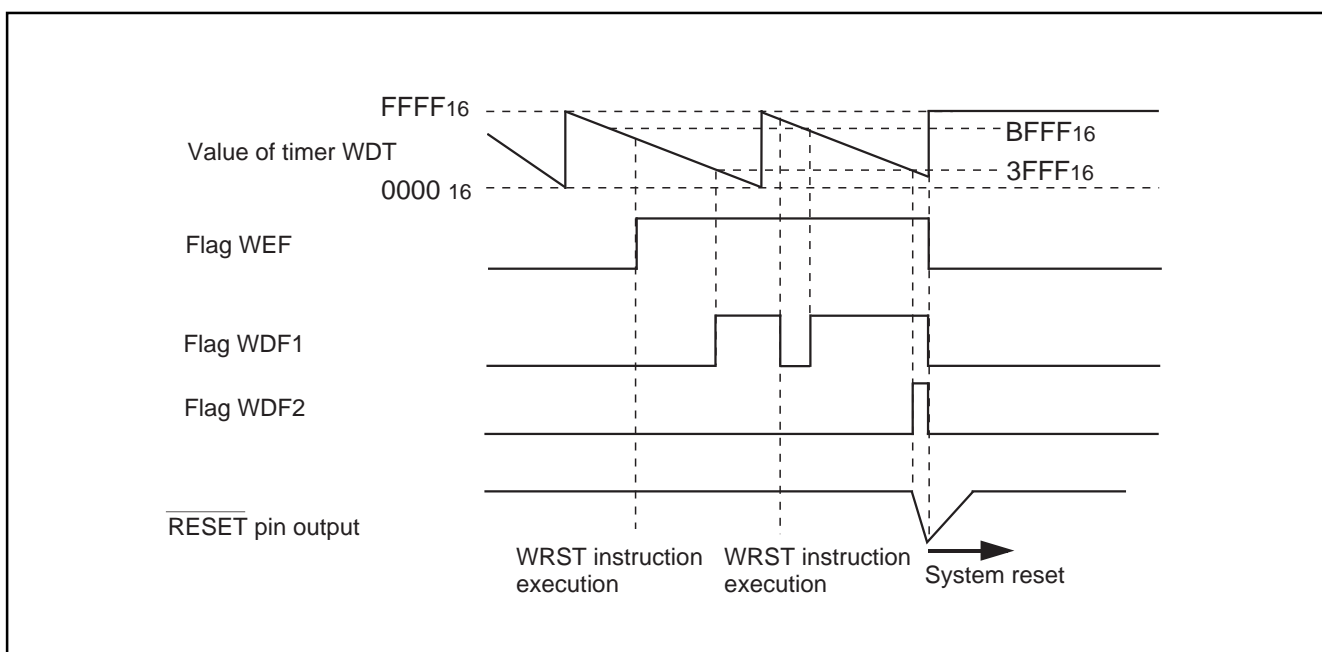 FFFF16
BFFF16
Value of timer WDT
3FFF16
0000 16
Flag WEF
Flag WDF1
Flag WDF2
RESET pin output
WRST instruction
execution
WRST instruction
execution
System reset